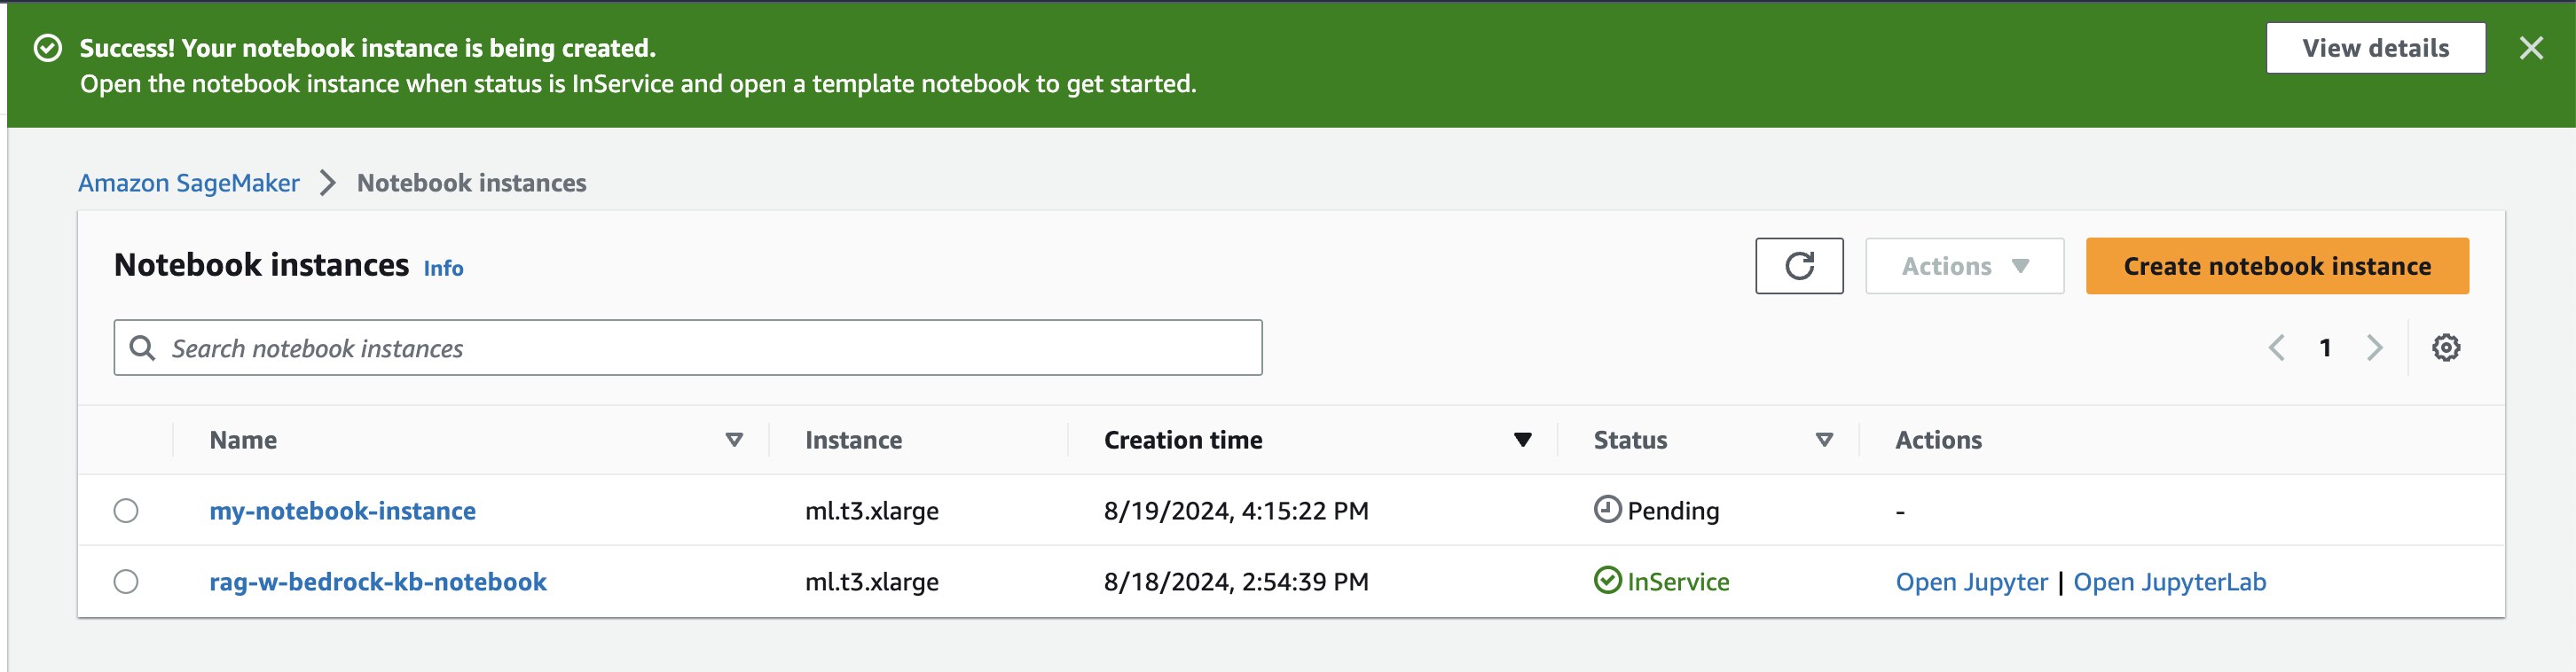 Success! Your notebook instance is being created.
View details
Open the notebook instance when status is InService and open a template notebook to get started.
Amazon SageMaker > Notebook instances
Notebook instances Info
Actions
Create notebook instance
Search notebook instances
1
Name Instance Creation time Status Actions
my-notebook-instance ml.t3.xlarge 8/19/2024, 4:15:22 PM Pending -
rag-w-bedrock-kb-notebook ml.t3.xlarge 8/18/2024, 2:54:39 PM InService Open Jupyter | Open JupyterLab